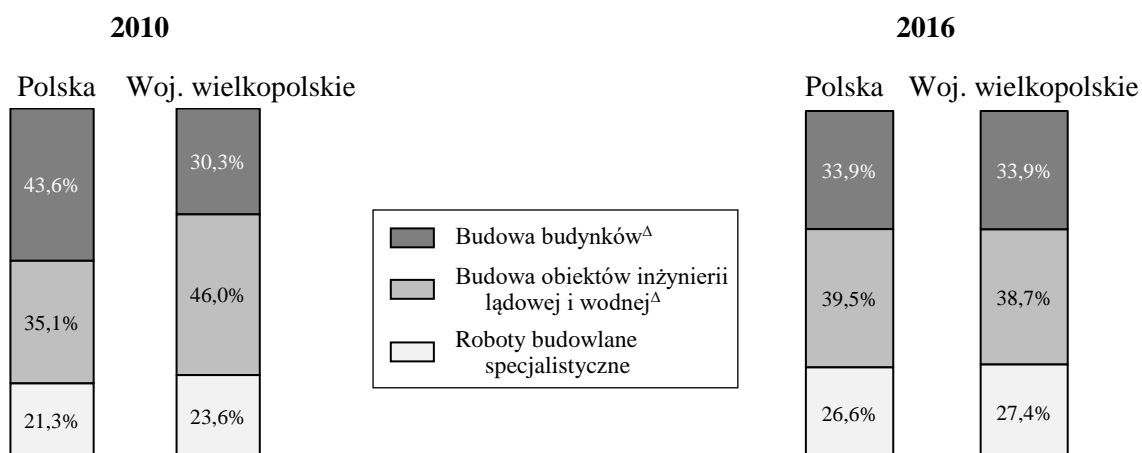 2010
2016
Polska
Woj. wielkopolskie
Polska
Woj. wielkopolskie
43,6%
35,1%
21,3%
30,3%
46,0%
23,6%
Budowa budynków^Δ
Budowa obiektów inżynierii
lądowej i wodnej^Δ
Roboty budowlane
specjalistyczne
33,9%
39,5%
26,6%
33,9%
38,7%
27,4%